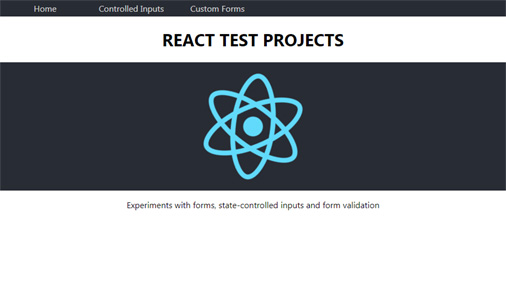 Home Controlled Inputs Custom Forms
REACT TEST PROJECTS
Experiments with forms, state-controlled inputs and form validation